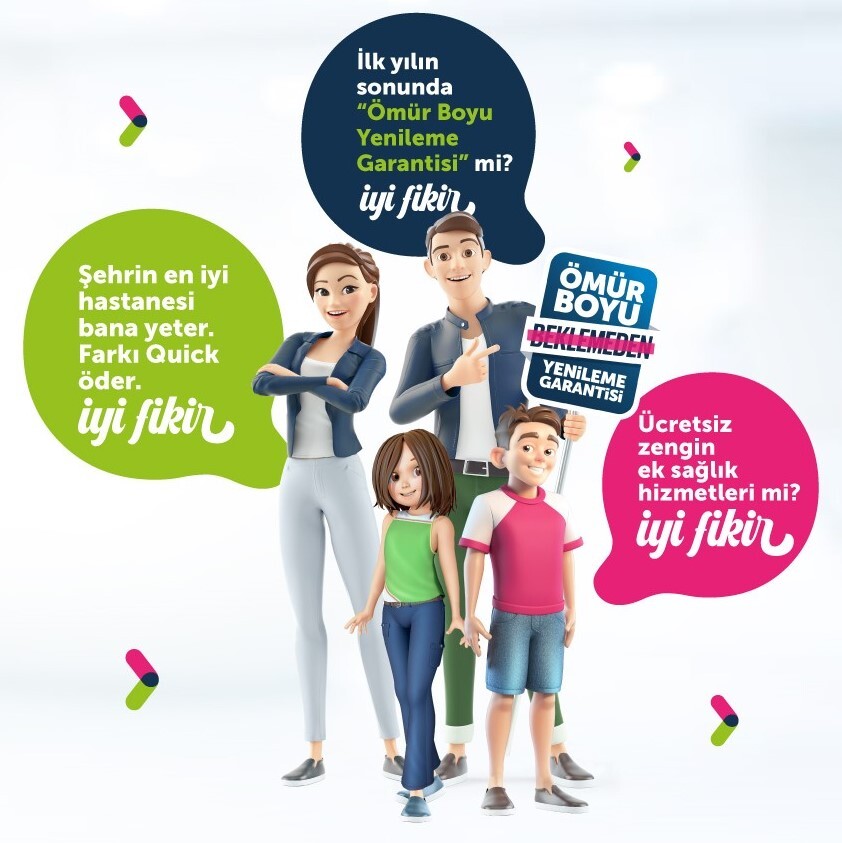 İlk yılın
sonunda
“Ömür Boyu
Yenileme
Garantisi” mi?
iyi fikir
Şehrin en iyi
hastanesi
bana yeter.
Farkı Quick
öder.
iyi fikir
ÖMÜR
BOYU
BEKLEMEDEN
YENİLEME
GARANTİSİ
Ücretsiz
zengin
ek sağlık
hizmetleri mi?
iyi fikir